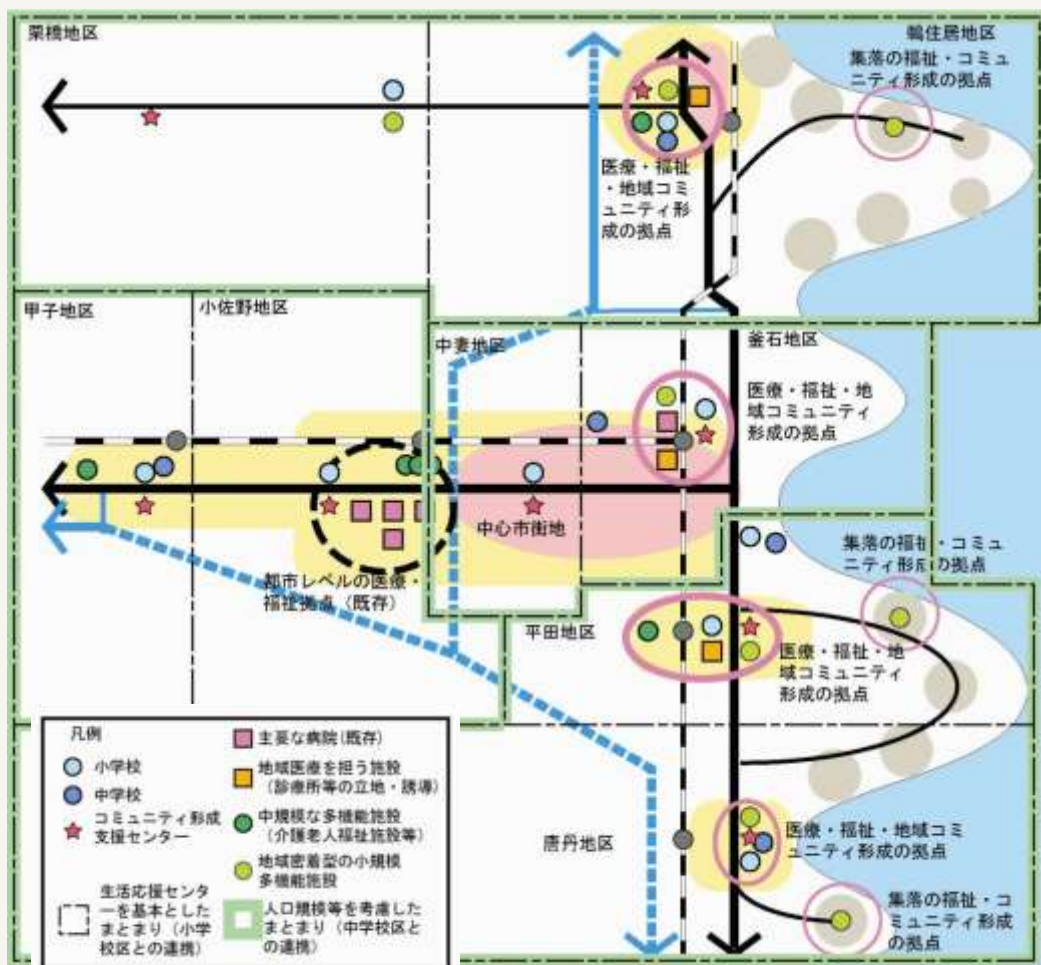 栗橋地区
鵜住居地区
集落の福祉・コミュ
ニティ形成の拠点
医療・福祉
・地域コミュ
ニティ形
成の拠点
甲子地区
小佐野地区
中妻地区
釜石地区
医療・福祉・地
域コミュニティ
形成の拠点
中心市街地
都市レベルの医療・
福祉拠点(既存)
集落の福祉・コミュ
ニティ形成の拠点
平田地区
医療・福祉・地
域コミュニティ
形成の拠点
唐丹地区
医療・福祉・地域コミ
ュニティ形成の拠点
集落の福祉・コ
ミュニティ形成
の拠点
凡例
小学校
中学校
コミュニティ形成
支援センター
生活応援センタ
ーを基本とした
まとまり(小学
校区との連携)
主要な病院(既存)
地域医療を担う施設
(診療所等の立地・誘導)
中規模な多機能施設
(介護老人福祉施設等)
地域密着型の小規模
多機能施設
人口規模等を考慮した
まとまり(中学校区と
の連携)